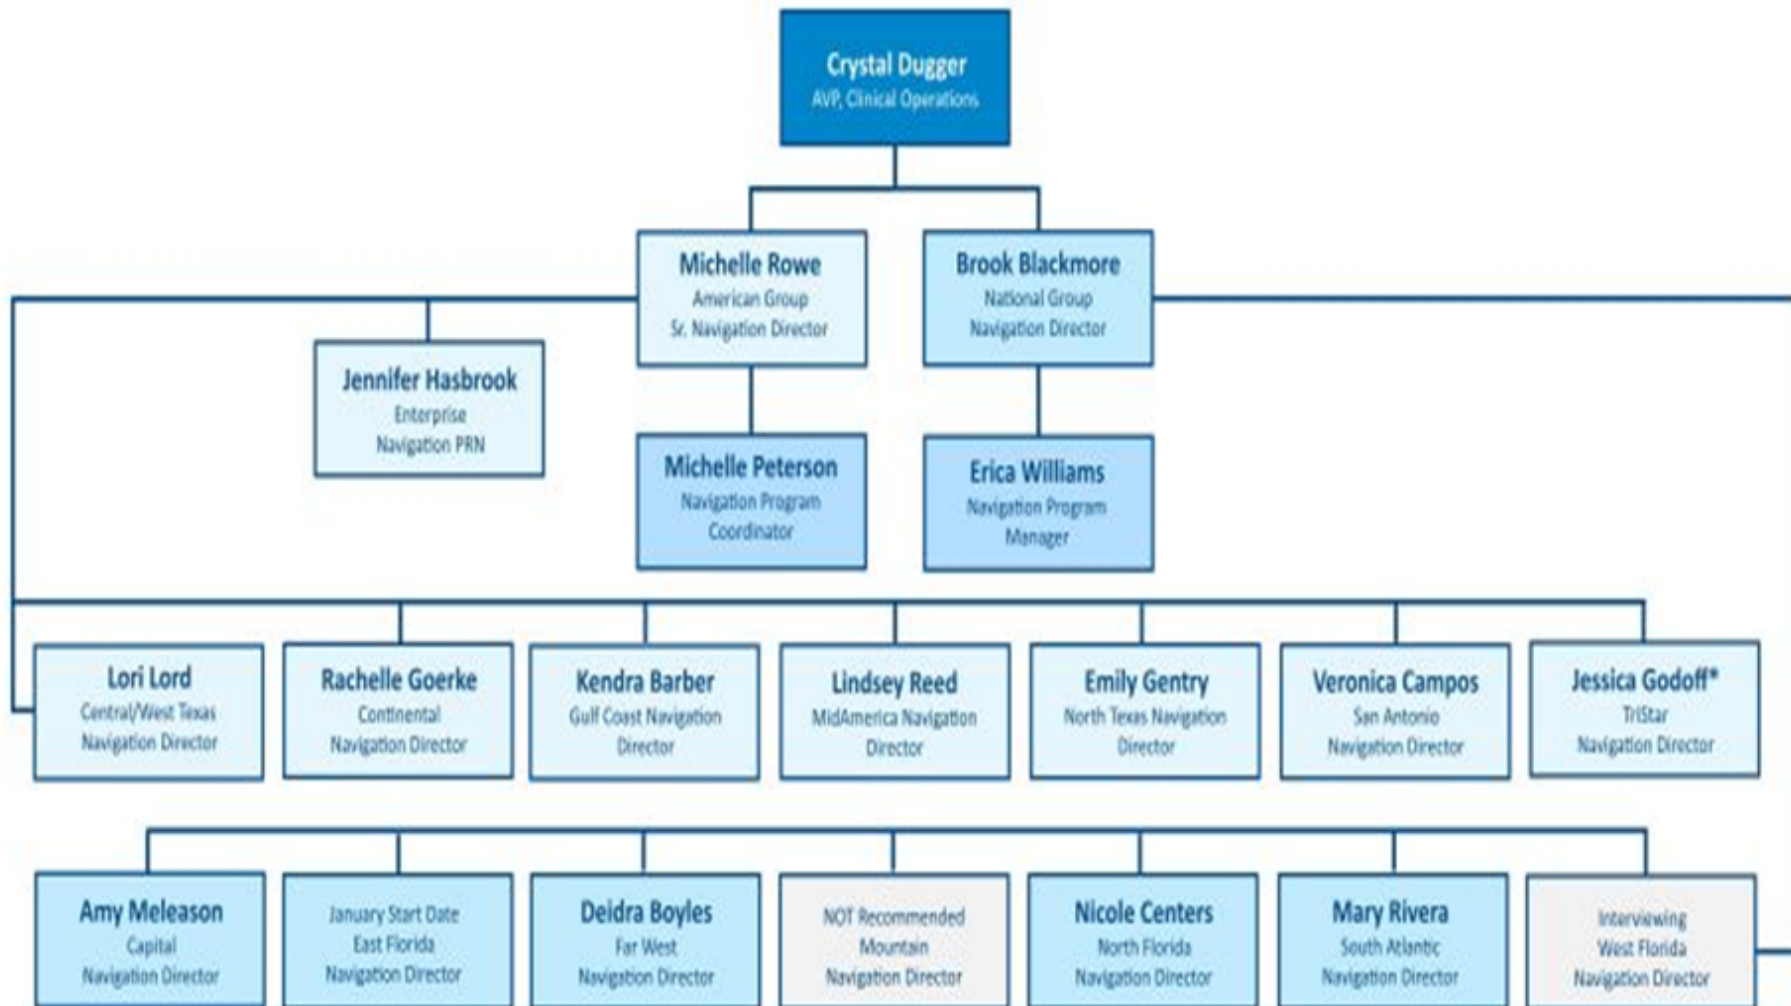 Crystal Dugger
AVP, Clinical Operations
Michelle Rowe
American Group
Sr. Navigation Director
Brook Blackmore
National Group
Navigation Director
Jennifer Hasbrook
Enterprise
Navigation PRN
Michelle Peterson
Navigation Program
Coordinator
Erica Williams
Navigation Program
Manager
Lori Lord
Central/West Texas
Navigation Director
Rachelle Goerke
Continental
Navigation Director
Kendra Barber
Gulf Coast Navigation
Director
Lindsey Reed
MidAmerica Navigation
Director
Emily Gentry
North Texas Navigation
Director
Veronica Campos
San Antonio
Navigation Director
Jessica Godoff*
TriStar
Navigation Director
Amy Meleason
Capital
Navigation Director
January Start Date
East Florida
Navigation Director
Deidra Boyles
Far West
Navigation Director
NOT Recommended
Mountain
Navigation Director
Nicole Centers
North Florida
Navigation Director
Mary Rivera
South Atlantic
Navigation Director
Interviewing
West Florida
Navigation Director